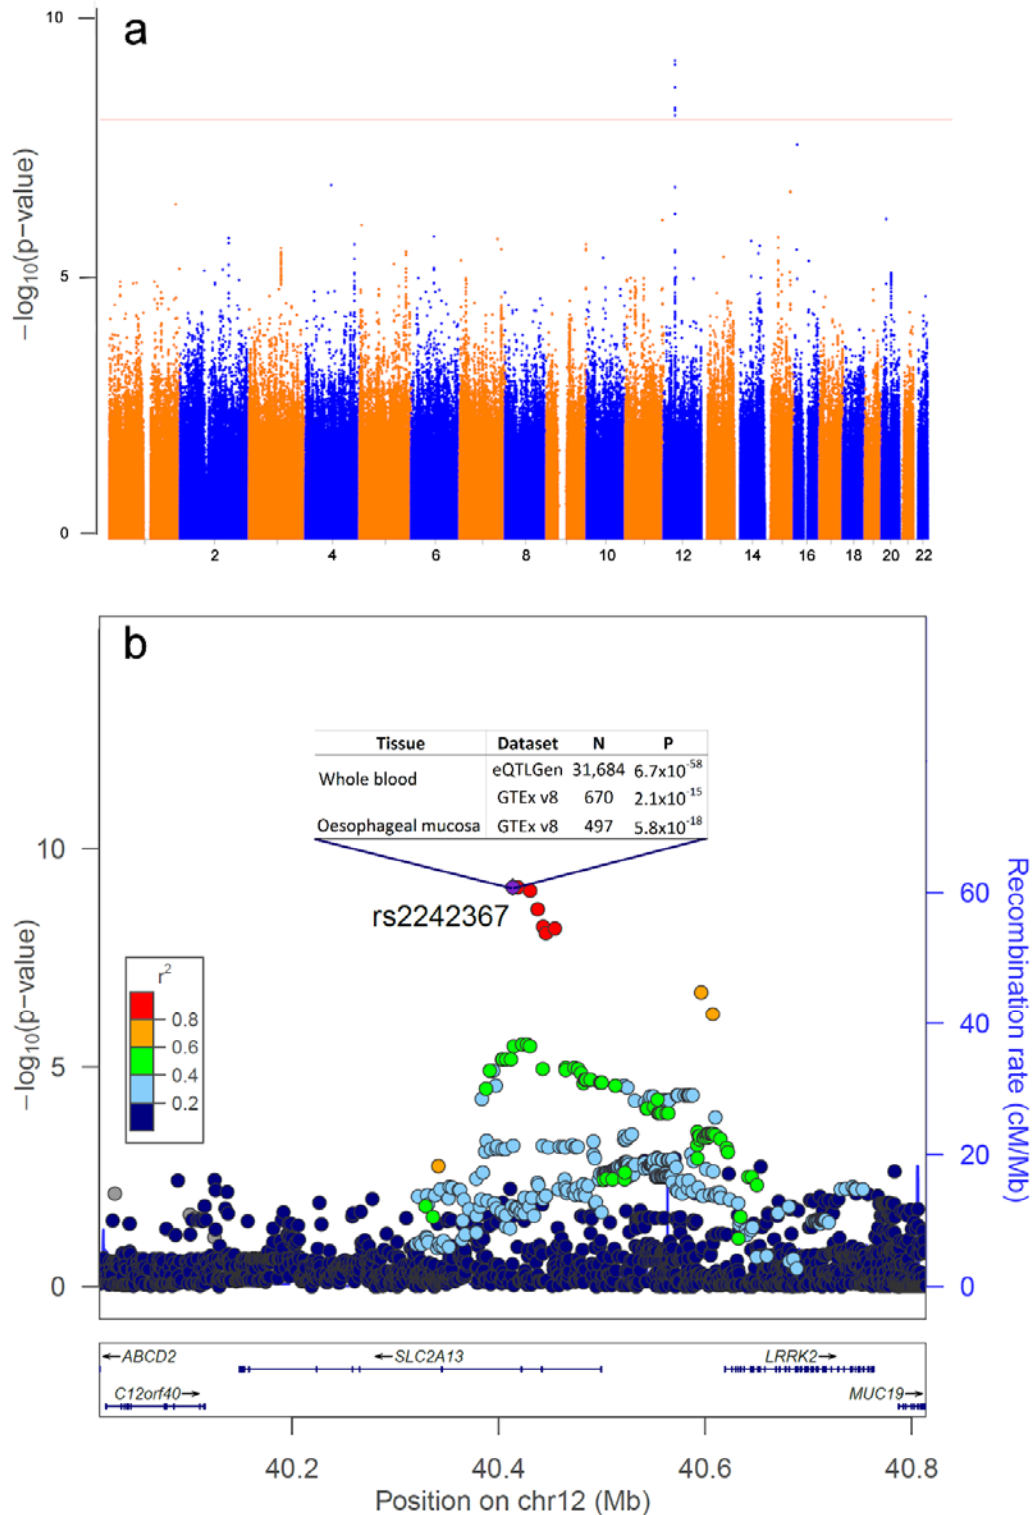 a
10
5
0
−log10(p−value)
2 4 6 8 10 12 14 16 18 20 22
b
Tissue Dataset N P
Whole blood eQTLGen 31,684 6.7x10^-58
GTEx v8 670 2.1x10^-15
Oesophageal mucosa GTEx v8 497 5.8x10^-18
rs2242367
r^2
0.8
0.6
0.4
0.2
10
5
0
−log10(p−value)
60
40
20
0
Recombination rate (cM/Mb)
←ABCD2 ←SLC2A13 LRRK2→
C12orf40→ MUC19→
40.2 40.4 40.6 40.8
Position on chr12 (Mb)